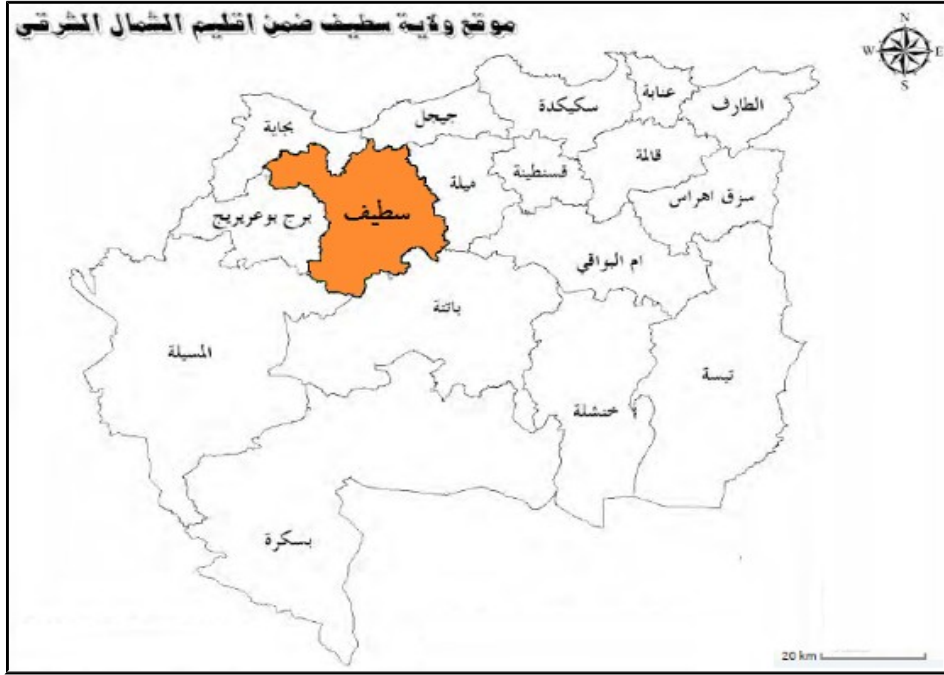 موقع ولاية سطيف ضمن اقليم الشمال الشرقي
N
W
E
S
عنابة
الطارف
سكيكدة
جيجل
بجاية
قالمة
قسنطينة
ميلة
سزق اهراس
سطيف
برج بوعريريج
ام البواقي
باتنة
المسيلة
تبسة
خنشلة
بسكرة
20 km